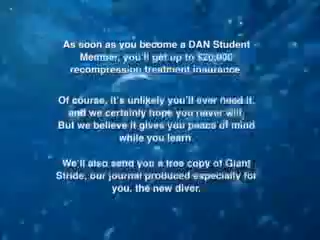 As soon as you become a DAN Student
Member, you'll get up to $20,000
recompression treatment insurance
Of course, it's unlikely you'll ever need it,
and we certainly hope you never will.
But we believe it gives you peace of mind
while you learn.
We'll also send you a free copy of Giant
Stride, our journal produced especially for
you, the new diver.